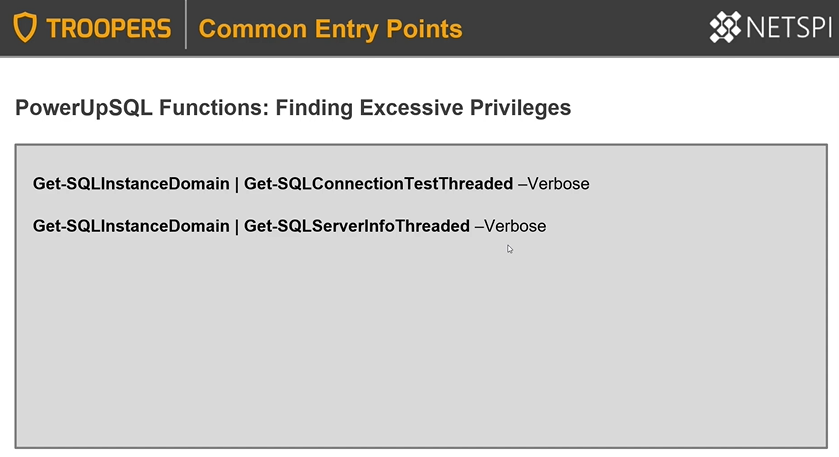 TROOPERS
Common Entry Points
NETSPI
PowerUpSQL Functions: Finding Excessive Privileges
Get-SQLInstanceDomain | Get-SQLConnectionTestThreaded –Verbose
Get-SQLInstanceDomain | Get-SQLServerInfoThreaded –Verbose